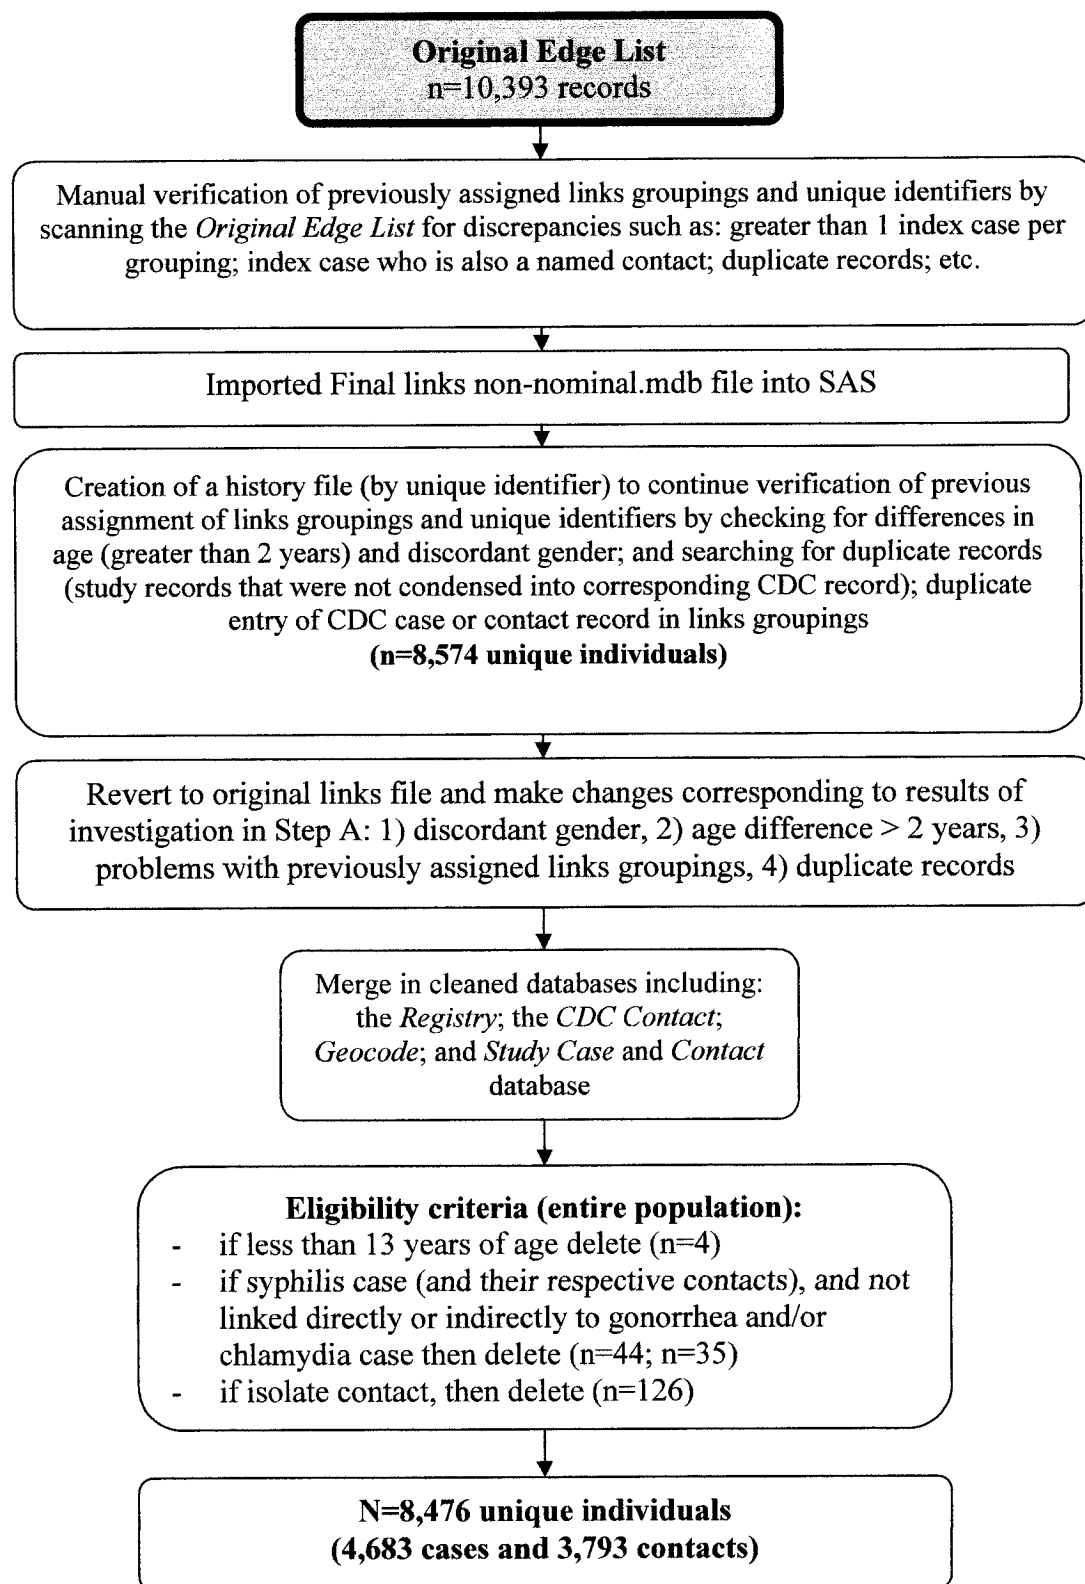 Original Edge List
n=10,393 records
Manual verification of previously assigned links groupings and unique identifiers by
scanning the Original Edge List for discrepancies such as: greater than 1 index case per
grouping; index case who is also a named contact; duplicate records; etc.
Imported Final links non-nominal.mdb file into SAS
Creation of a history file (by unique identifier) to continue verification of previous
assignment of links groupings and unique identifiers by checking for differences in
age (greater than 2 years) and discordant gender; and searching for duplicate records
(study records that were not condensed into corresponding CDC record); duplicate
entry of CDC case or contact record in links groupings
(n=8,574 unique individuals)
Revert to original links file and make changes corresponding to results of
investigation in Step A: 1) discordant gender, 2) age difference > 2 years, 3)
problems with previously assigned links groupings, 4) duplicate records
Merge in cleaned databases including:
the Registry; the CDC Contact;
Geocode; and Study Case and Contact
database
Eligibility criteria (entire population):
- if less than 13 years of age delete (n=4)
- if syphilis case (and their respective contacts), and not
linked directly or indirectly to gonorrhea and/or
chlamydia case then delete (n=44; n=35)
- if isolate contact, then delete (n=126)
N=8,476 unique individuals
(4,683 cases and 3,793 contacts)